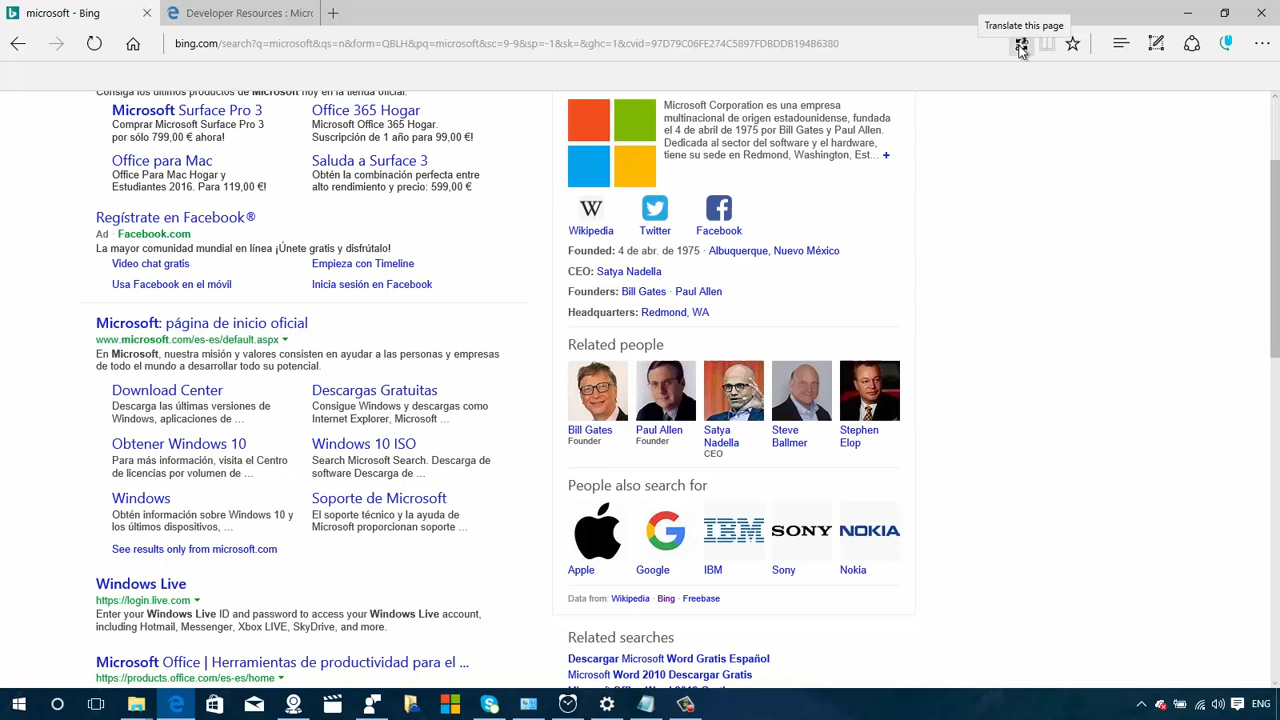 microsoft - Bing
Developer Resources : Micr
Translate this page
bing.com/search?q=microsoft&qs=n&form=QBLH&pq=microsoft&sc=9-9&sp=-1&sk=&ghc=1&cvid=97D79C06FE274C5897FDBDDB194B6380
Consiga los últimos productos de Microsoft hoy en la tienda oficial.
Microsoft Surface Pro 3
Comprar Microsoft Surface Pro 3
por sólo 799,00 € ahora!
Office 365 Hogar
Microsoft Office 365 Hogar.
Suscripción de 1 año para 99,00 €!
Office para Mac
Office Para Mac Hogar y
Estudiantes 2016. Para 119,00 €!
Saluda a Surface 3
Obtén la combinación perfecta entre
alto rendimiento y precio: 599,00 €
Regístrate en Facebook®
Ad · Facebook.com
La mayor comunidad mundial en línea ¡Únete gratis y disfrútalo!
Video chat gratis
Empieza con Timeline
Usa Facebook en el móvil
Inicia sesión en Facebook
Microsoft: página de inicio oficial
www.microsoft.com/es-es/default.aspx
En Microsoft, nuestra misión y valores consisten en ayudar a las personas y empresas
de todo el mundo a desarrollar todo su potencial.
Download Center
Descarga las últimas versiones de
Windows, aplicaciones de ...
Descargas Gratuitas
Consigue Windows y descargas como
Internet Explorer, Microsoft ...
Obtener Windows 10
Para más información, visita el Centro
de licencias por volumen de ...
Windows 10 ISO
Search Microsoft Search. Descarga de
software Descarga de ...
Windows
Obtén información sobre Windows 10 y
los últimos dispositivos, ...
Soporte de Microsoft
El soporte técnico y la ayuda de
Microsoft proporcionan soporte ...
See results only from microsoft.com
Windows Live
https://login.live.com
Enter your Windows Live ID and password to access your Windows Live account,
including Hotmail, Messenger, Xbox LIVE, SkyDrive, and more.
Microsoft Office | Herramientas de productividad para el ...
https://products.office.com/es-es/home
Microsoft Corporation es una empresa
multinacional de origen estadounidense, fundada
el 4 de abril de 1975 por Bill Gates y Paul Allen.
Dedicada al sector del software y el hardware,
tiene su sede en Redmond, Washington, Est... +
W
Wikipedia
Twitter
Facebook
Founded: 4 de abr. de 1975 · Albuquerque, Nuevo México
CEO: Satya Nadella
Founders: Bill Gates · Paul Allen
Headquarters: Redmond, WA
Related people
Bill Gates
Founder
Paul Allen
Founder
Satya
Nadella
CEO
Steve
Ballmer
Stephen
Elop
People also search for
IBM
SONY
NOKIA
Apple
Google
IBM
Sony
Nokia
Data from: Wikipedia · Bing · Freebase
Related searches
Descargar Microsoft Word Gratis Español
Microsoft Word 2010 Descargar Gratis
ENG